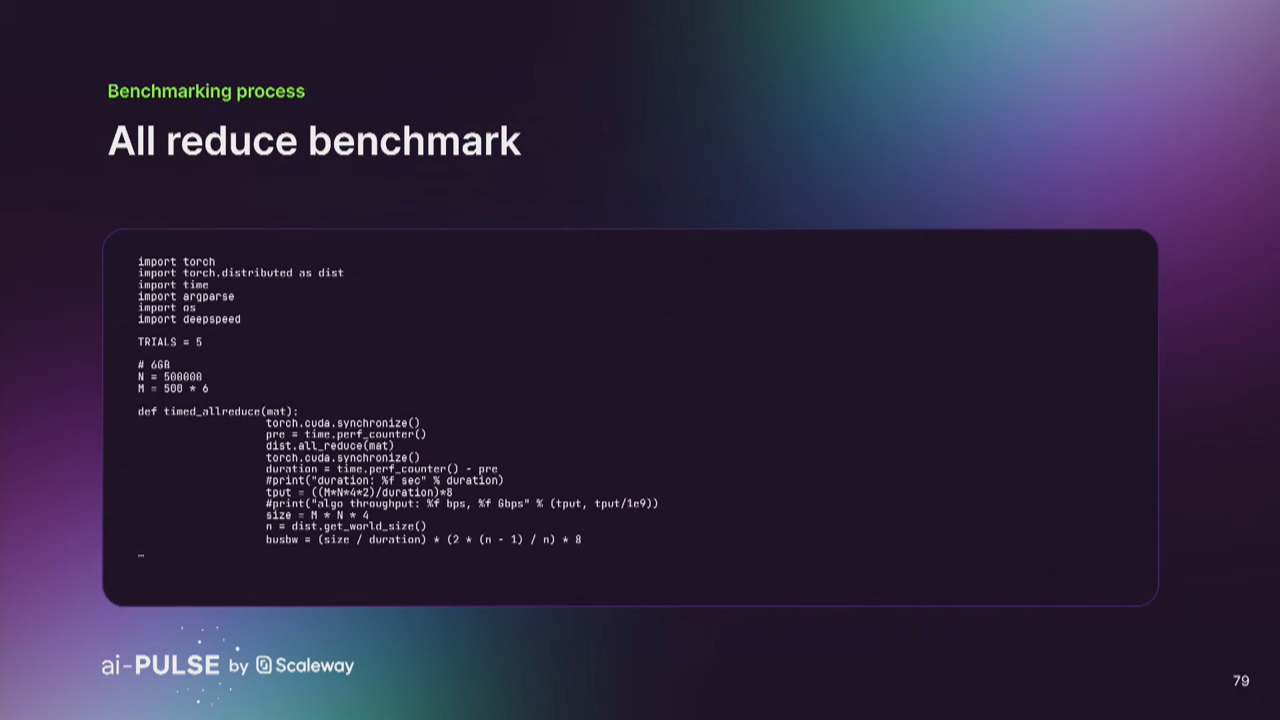 Benchmarking process
All reduce benchmark
import torch
import torch.distributed as dist
import time
import argparse
import os
import deepspeed
TRIALS = 5
# 6GB
N = 500000
M = 500 * 6
def timed_allreduce(mat):
torch.cuda.synchronize()
pre = time.perf_counter()
dist.all_reduce(mat)
torch.cuda.synchronize()
duration = time.perf_counter() - pre
#print("duration: %f sec" % duration)
tput = ((M*N*4*2)/duration)*8
#print("algo throughput: %f bps, %f Gbps" % (tput, tput/1e9))
size = M * N * 4
n = dist.get_world_size()
busbw = (size / duration) * (2 * (n - 1) / n) * 8
…
ai-PULSE by Scaleway
79